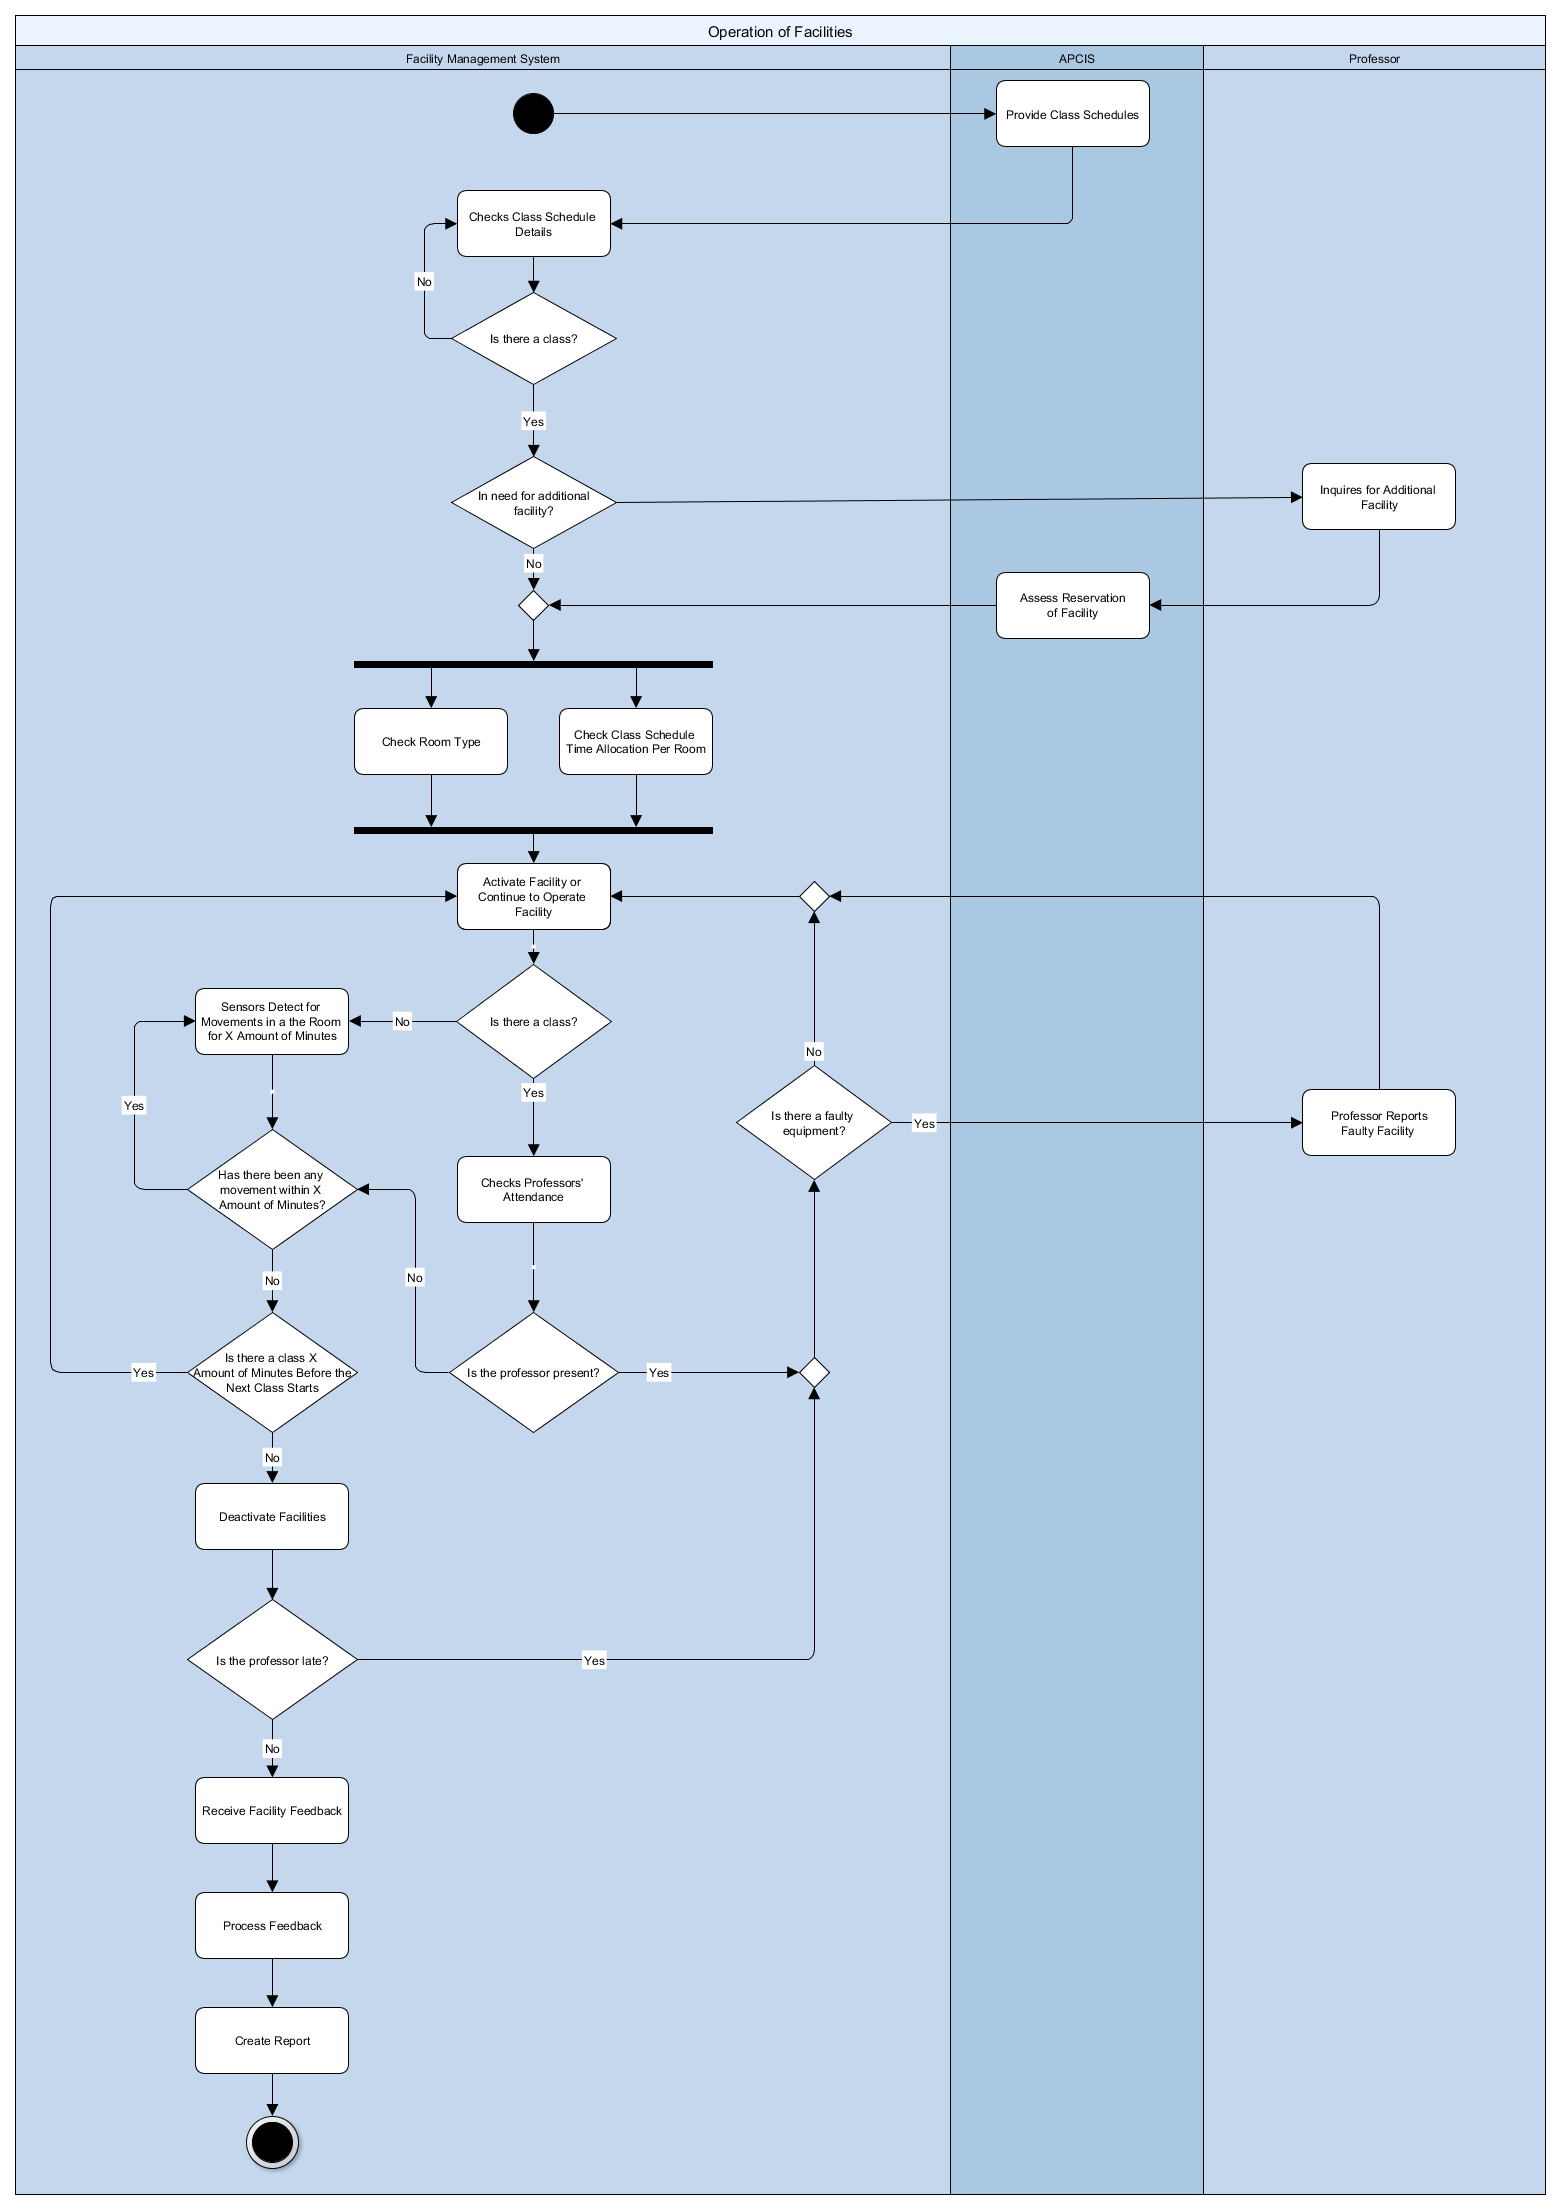 Operation of Facilities
Facility Management System
APCIS
Professor
Provide Class Schedules
Checks Class Schedule
Details
No
Is there a class?
Yes
In need for additional
facility?
Inquires for Additional
Facility
No
Assess Reservation
of Facility
Check Room Type
Check Class Schedule
Time Allocation Per Room
Activate Facility or
Continue to Operate
Facility
Sensors Detect for
Movements in a the Room
for X Amount of Minutes
No
Is there a class?
No
Yes
Yes
Is there a faulty
equipment?
Yes
Professor Reports
Faulty Facility
Has there been any
movement within X
Amount of Minutes?
Checks Professors'
Attendance
No
No
Is there a class X
Amount of Minutes Before the
Next Class Starts
Yes
Is the professor present?
Yes
No
Deactivate Facilities
Is the professor late?
Yes
No
Receive Facility Feedback
Process Feedback
Create Report